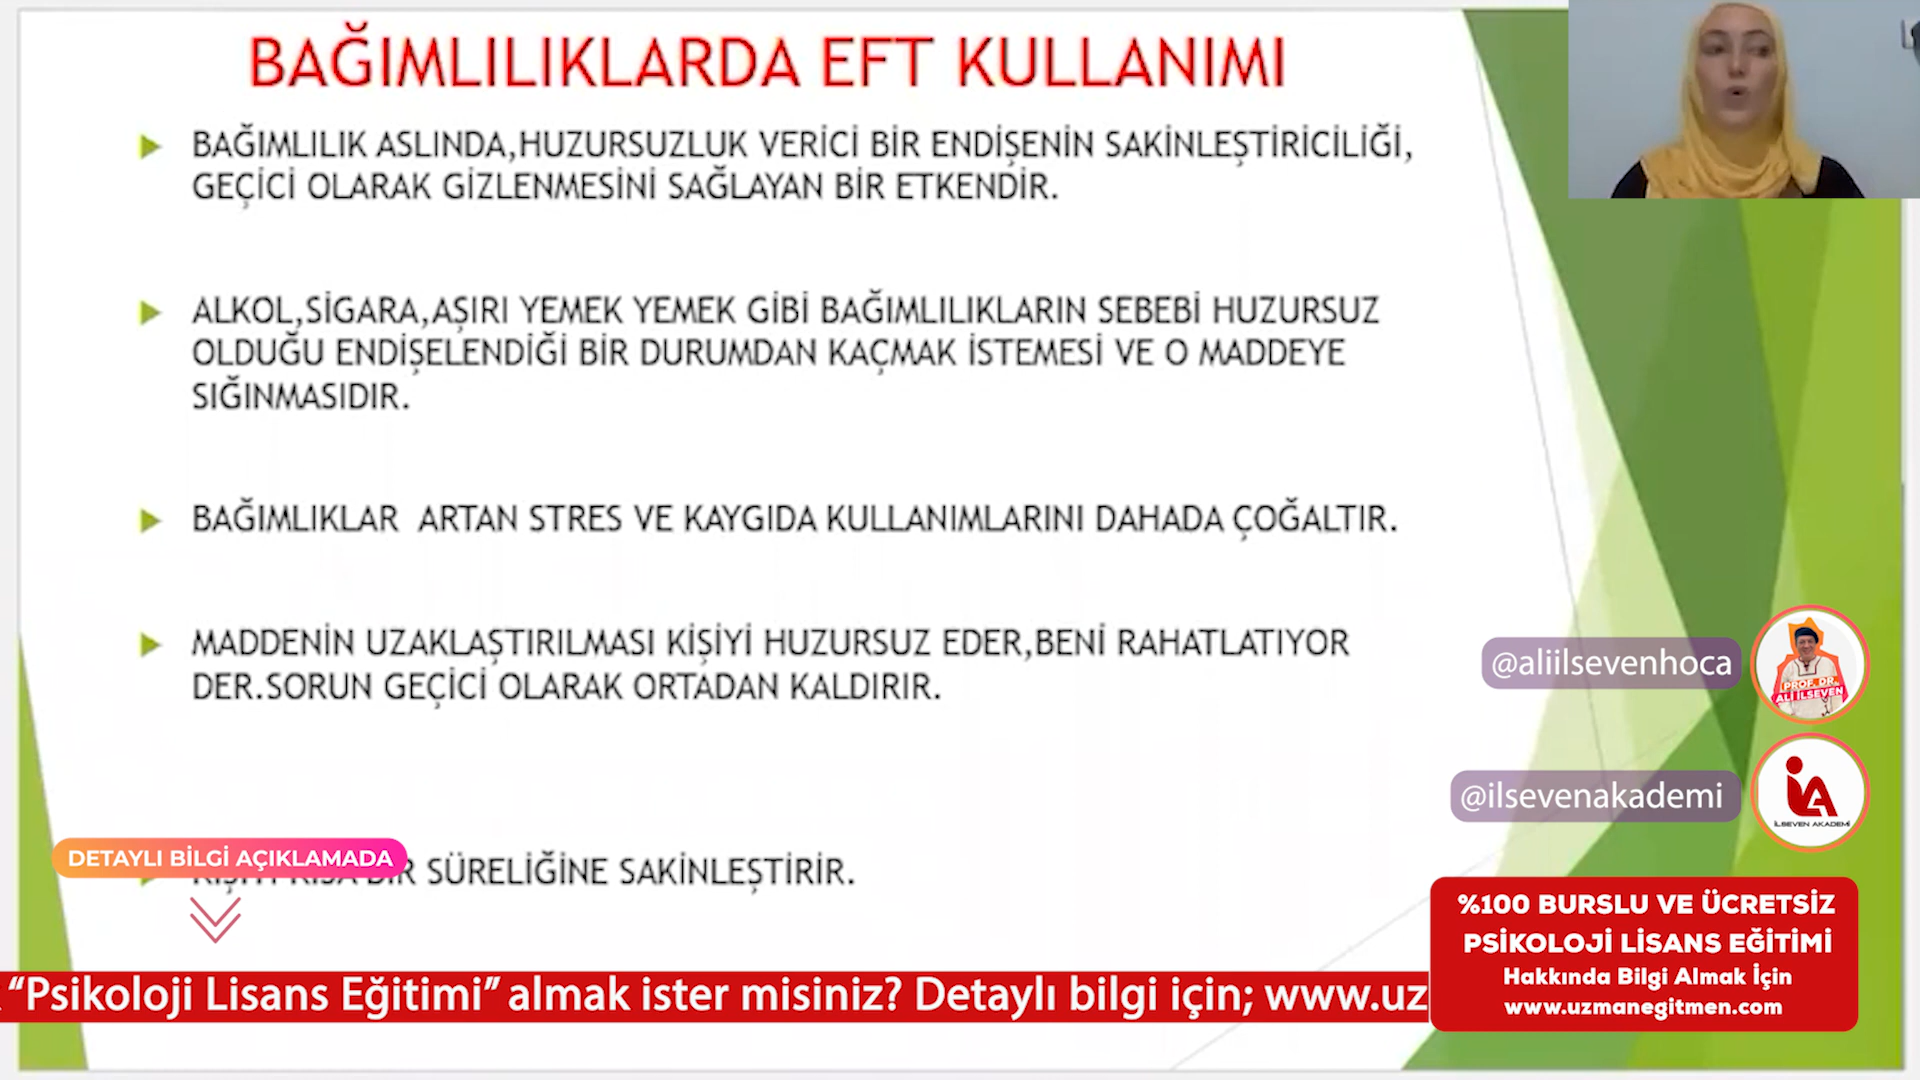 BAĞIMLILIKLARDA EFT KULLANIMI
BAĞIMLILIK ASLINDA,HUZURSUZLUK VERİCİ BİR ENDİŞENİN SAKİNLEŞTİRİCİLİĞİ,
GEÇİCİ OLARAK GİZLENMESİNİ SAĞLAYAN BİR ETKENDİR.
ALKOL,SİGARA,AŞIRI YEMEK YEMEK GİBİ BAĞIMLILIKLARIN SEBEBİ HUZURSUZ
OLDUĞU ENDİŞELENDİĞİ BİR DURUMDAN KAÇMAK İSTEMESİ VE O MADDEYE
SIĞINMASIDIR.
BAĞIMLIKLAR ARTAN STRES VE KAYGIDA KULLANIMLARINI DAHADA ÇOĞALTIR.
MADDENİN UZAKLAŞTIRILMASI KİŞİYİ HUZURSUZ EDER,BENİ RAHATLATIYOR
DER.SORUN GEÇİCİ OLARAK ORTADAN KALDIRIR.
@aliilsevenhoca
PROF. DR.
ALİ İLSEVEN
@ilsevenakademi
İLSEVEN AKADEMİ
DETAYLI BİLGİ AÇIKLAMADA
SÜRELİĞİNE SAKİNLEŞTİRİR.
%100 BURSLU VE ÜCRETSİZ
PSİKOLOJİ LİSANS EĞİTİMİ
Hakkında Bilgi Almak İçin
www.uzmanegitmen.com
“Psikoloji Lisans Eğitimi” almak ister misiniz? Detaylı bilgi için; www.uz